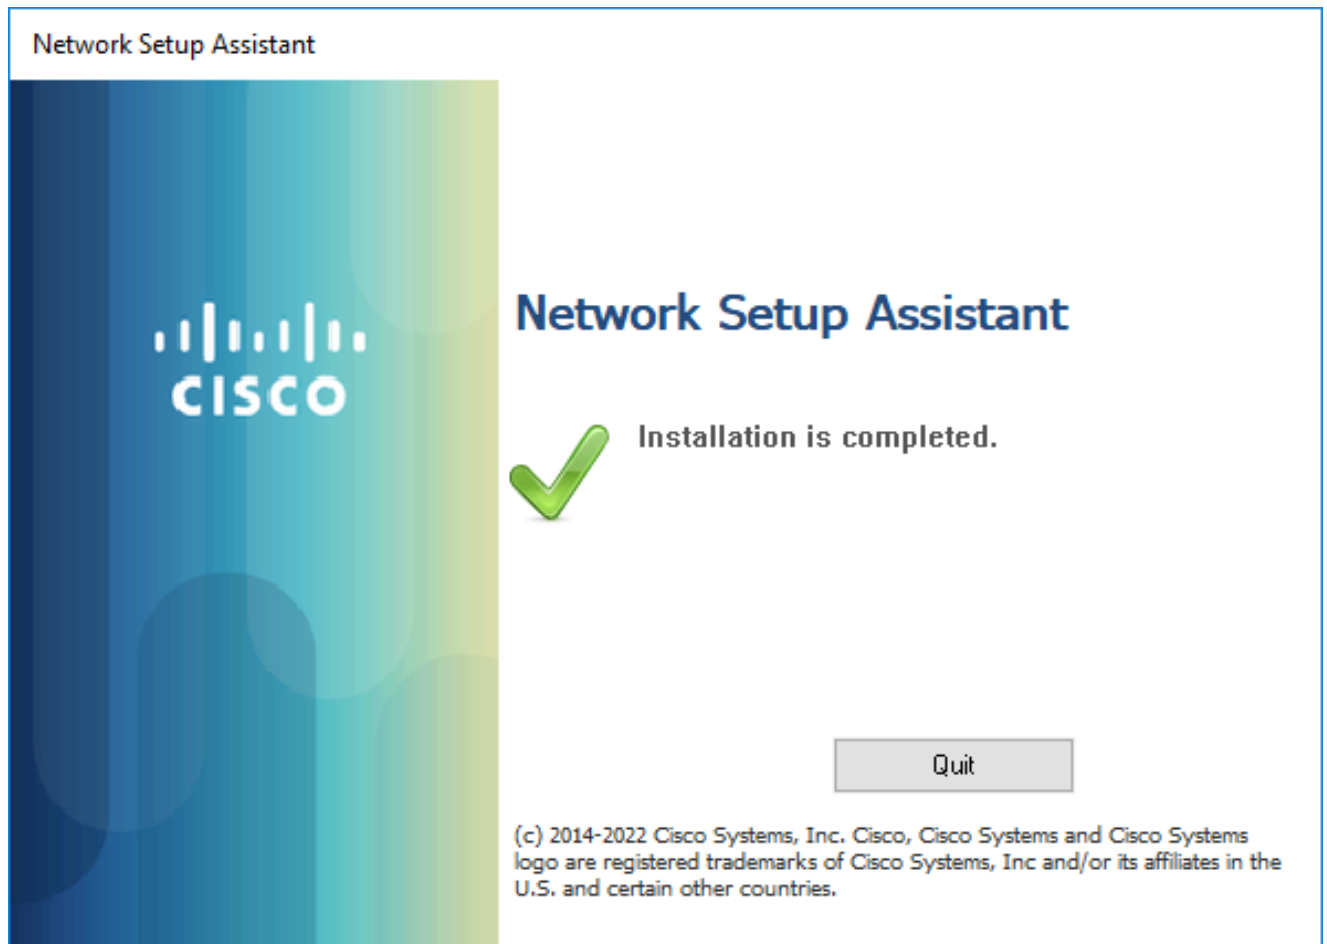 Network Setup Assistant
CISCO
Network Setup Assistant
Installation is completed.
Quit
(c) 2014-2022 Cisco Systems, Inc. Cisco, Cisco Systems and Cisco Systems
logo are registered trademarks of Cisco Systems, Inc and/or its affiliates in the
U.S. and certain other countries.